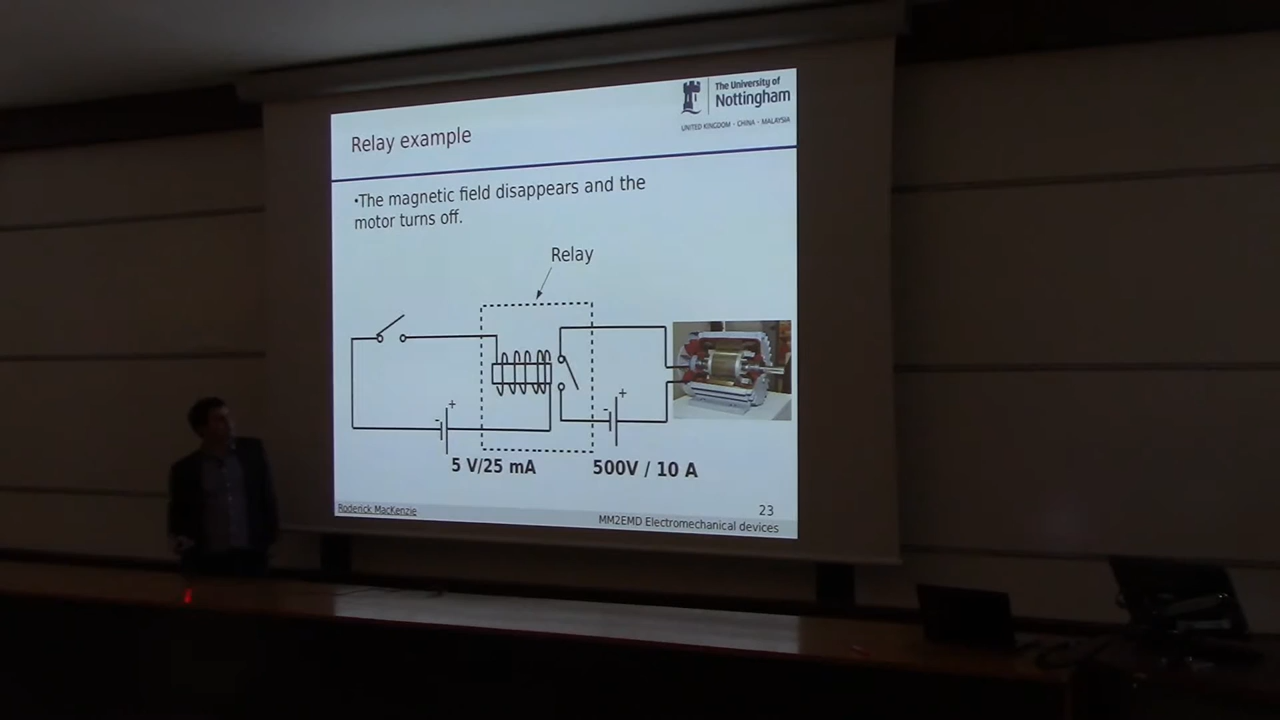 The University of
Nottingham
UNITED KINGDOM · CHINA · MALAYSIA
Relay example
•The magnetic field disappears and the
motor turns off.
Relay
+
-
+
-
5 V/25 mA
500V / 10 A
23
Roderick MacKenzie
MM2EMD Electromechanical devices